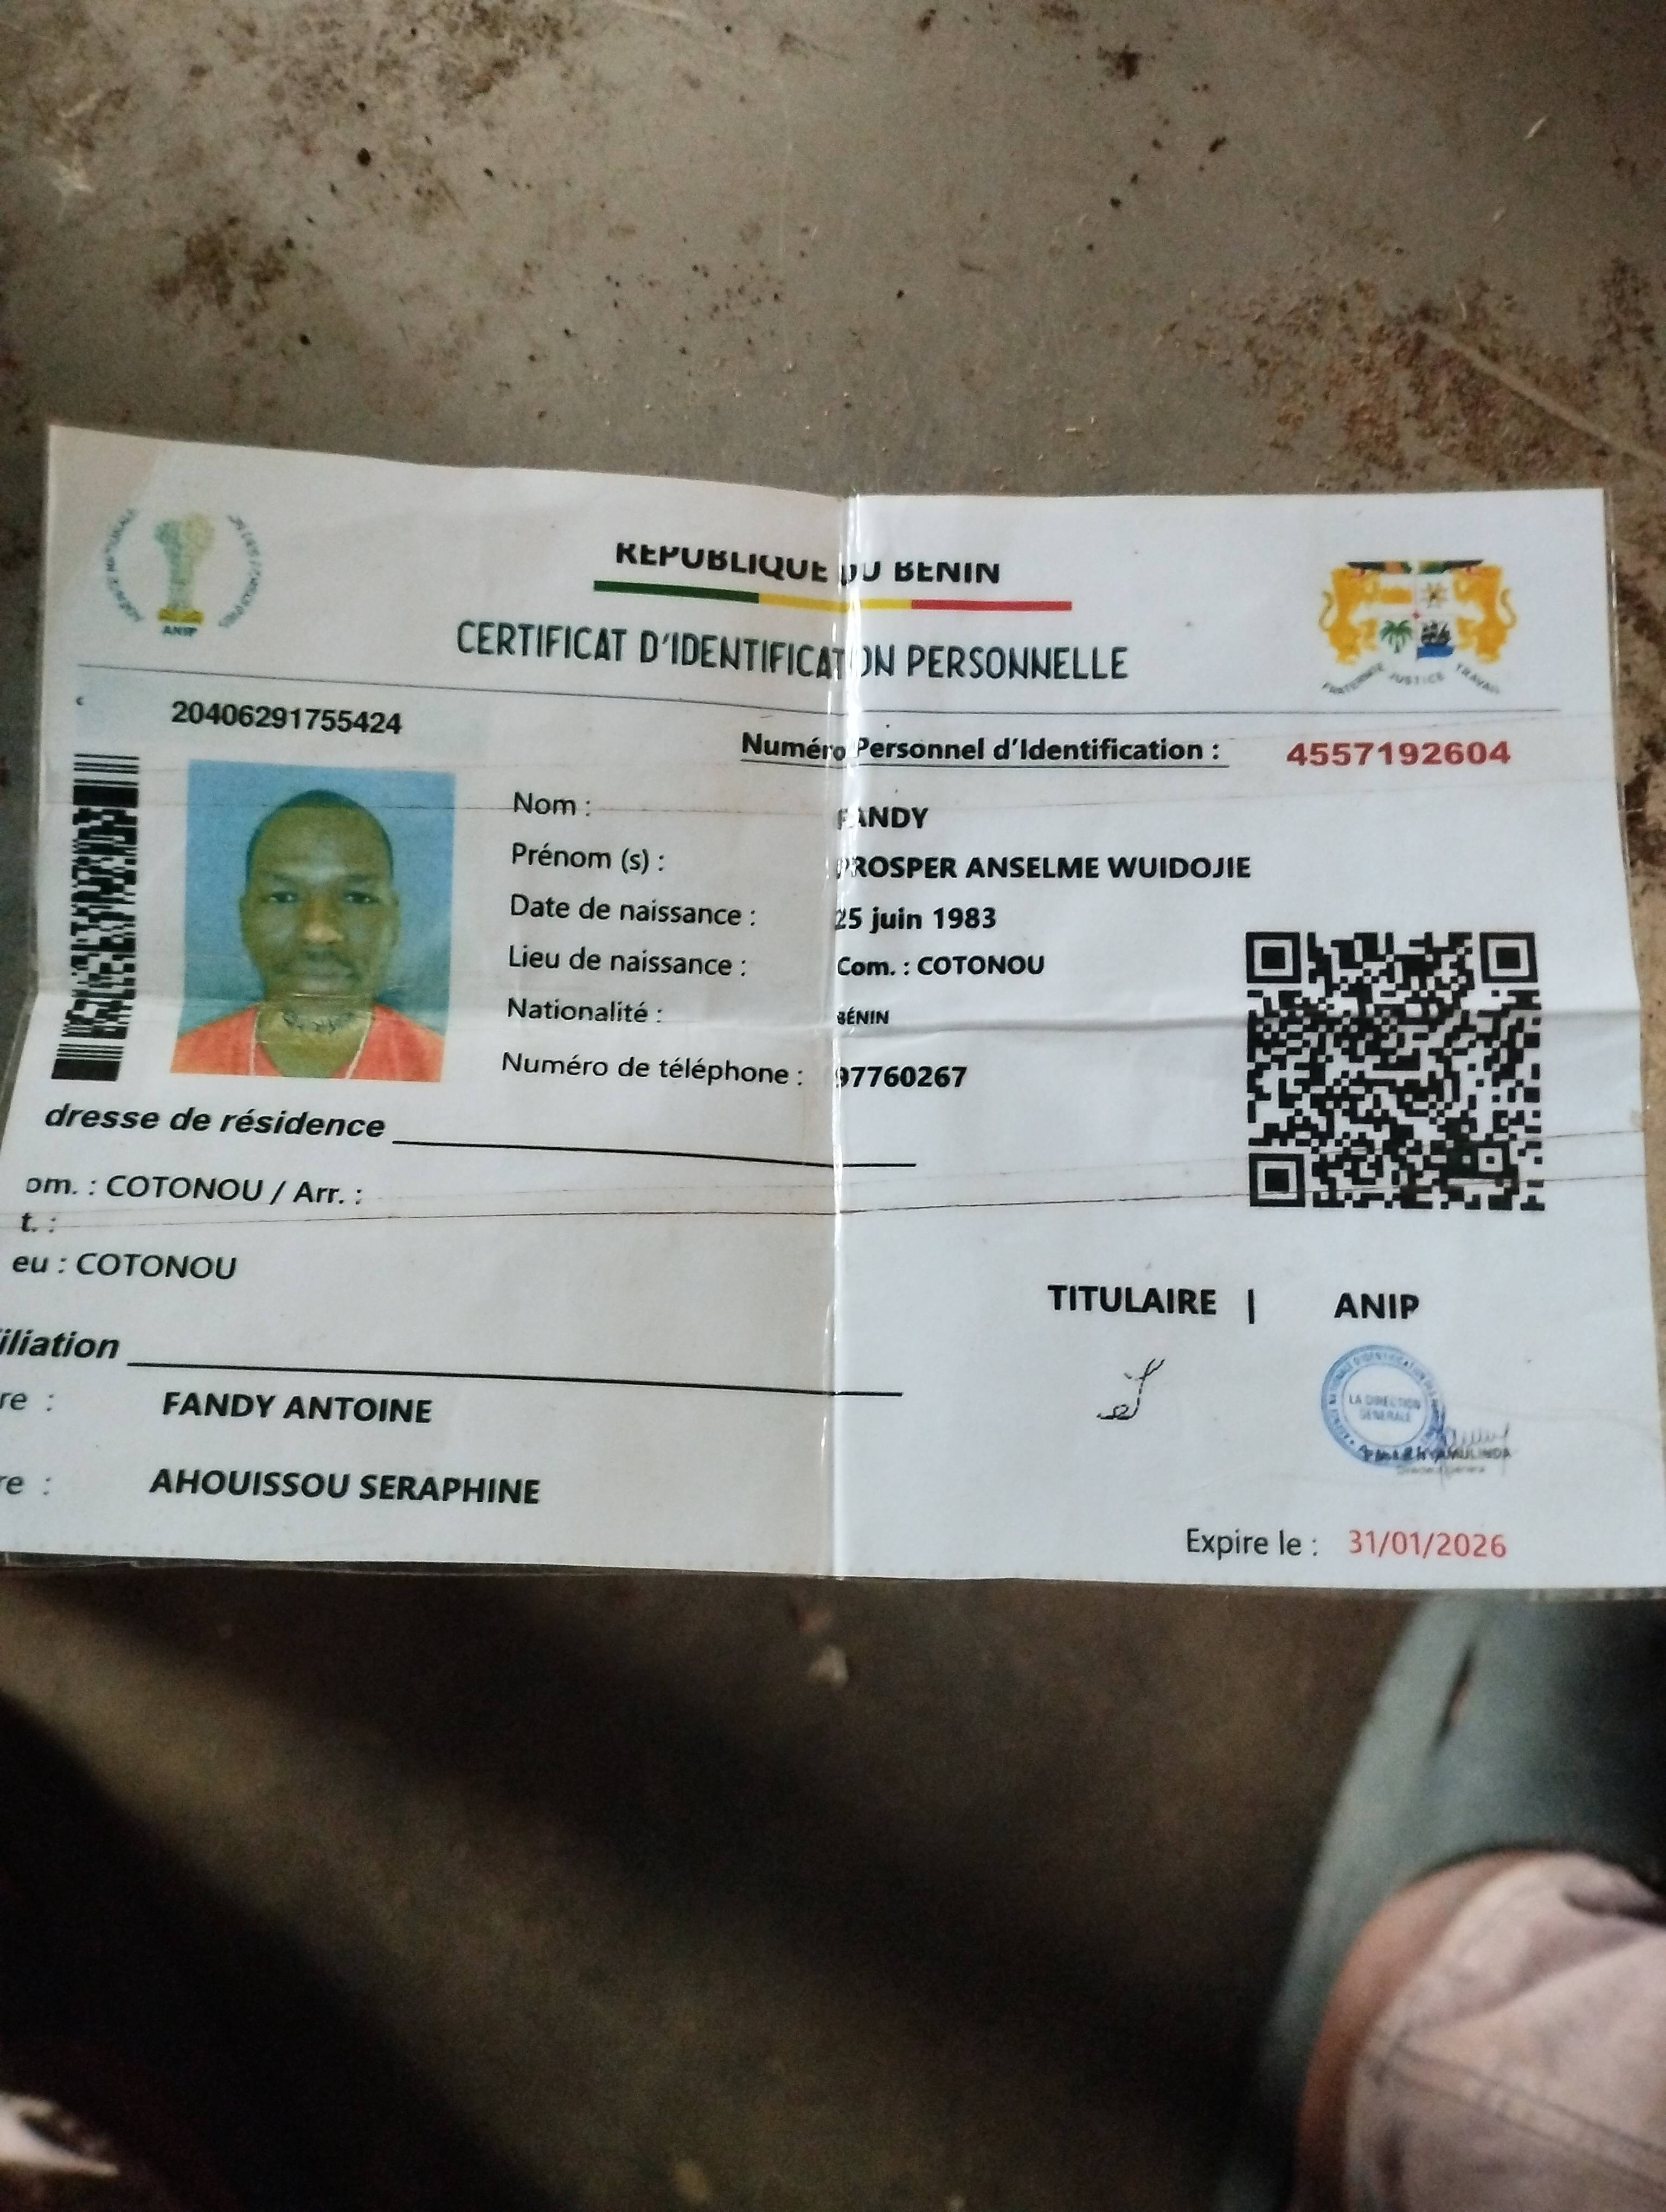 REPUBLIQUE DU BENIN
CERTIFICAT D'IDENTIFICATION PERSONNELLE
ANIP
FRATERNITE JUSTICE TRAVAIL
20406291755424
Numéro Personnel d'Identification : 4557192604
Nom : FANDY
Prénom (s) : PROSPER ANSELME WUIDOJIE
Date de naissance : 25 juin 1983
Lieu de naissance : Com. : COTONOU
Nationalité : BÉNIN
Numéro de téléphone : 97760267
dresse de résidence
om. : COTONOU / Arr. :
t. :
eu : COTONOU
iliation
re : FANDY ANTOINE
re : AHOUISSOU SERAPHINE
TITULAIRE | ANIP
LA DIRECTION
GENERALE
Expire le : 31/01/2026